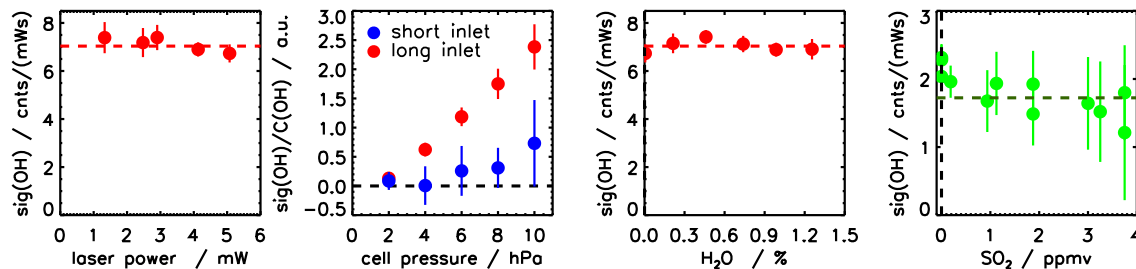 sig(OH) / cnts/(mWs)
8
6
4
2
0
0 1 2 3 4 5 6
laser power / mW
sig(OH)/C(OH) / a.u.
short inlet
long inlet
2.5
2.0
1.5
1.0
0.5
0.0
−0.5
0 2 4 6 8 10
cell pressure / hPa
sig(OH) / cnts/(mWs)
8
6
4
2
0
0 0.3 0.6 0.9 1.2 1.5
H₂O / %
sig(OH) / cnts/(mWs)
3
2
1
0
0 1 2 3 4
SO₂ / ppmv